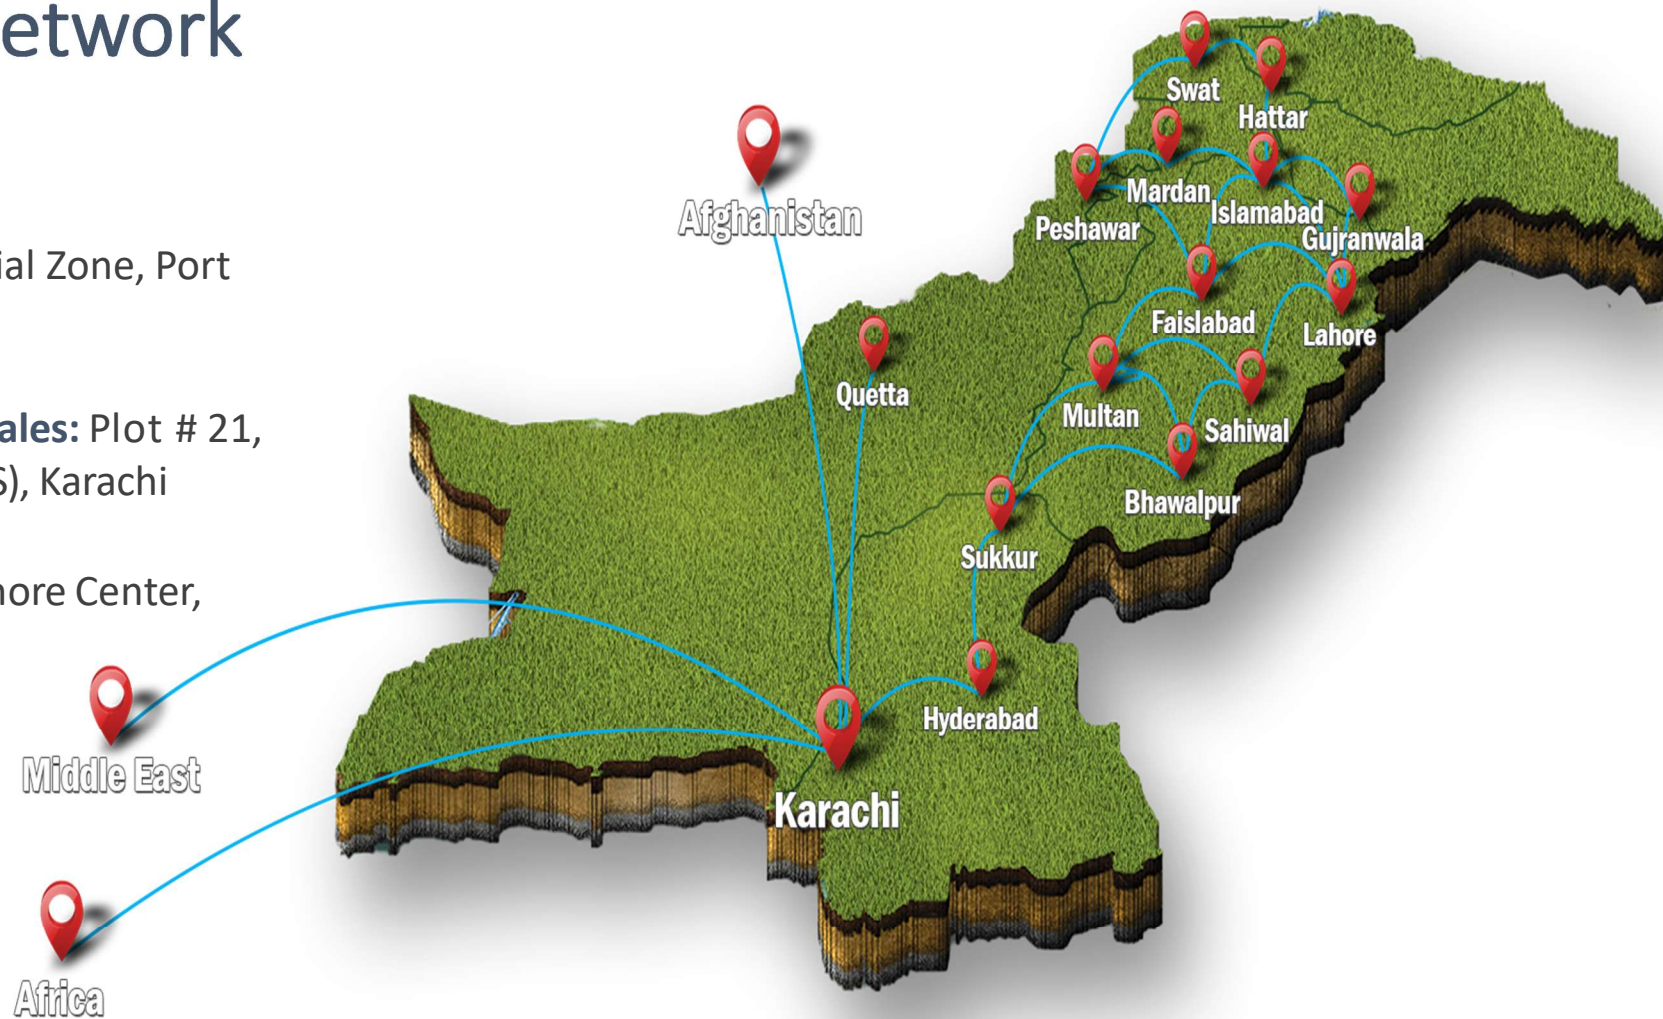 etwork
ial Zone, Port
ales: Plot # 21,
S), Karachi
nore Center,
Swat
Hattar
Afghanistan
Mardan
Islamabad
Peshawar
Gujranwala
Faislabad
Lahore
Quetta
Multan
Sahiwal
Bhawalpur
Sukkur
Hyderabad
Middle East
Karachi
Africa